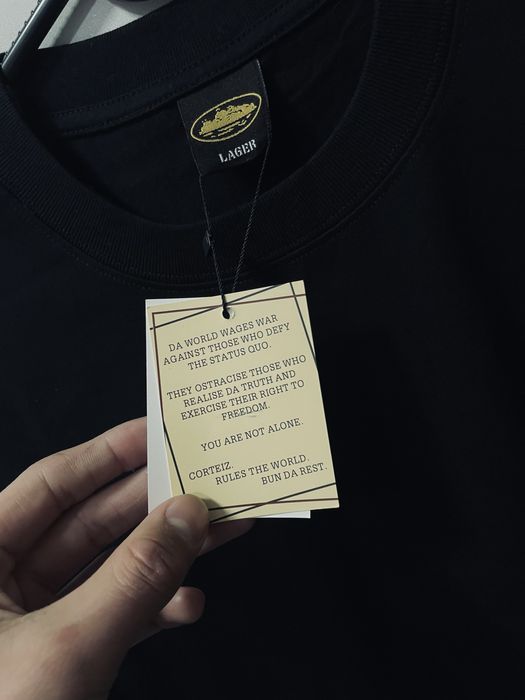 LAGER
DA WORLD WAGES WAR
AGAINST THOSE WHO DEFY
THE STATUS QUO.
THEY OSTRACISE THOSE WHO
REALISE DA TRUTH AND
EXERCISE THEIR RIGHT TO
FREEDOM.
YOU ARE NOT ALONE.
CORTEIZ.
RULES THE WORLD.
BUN DA REST.